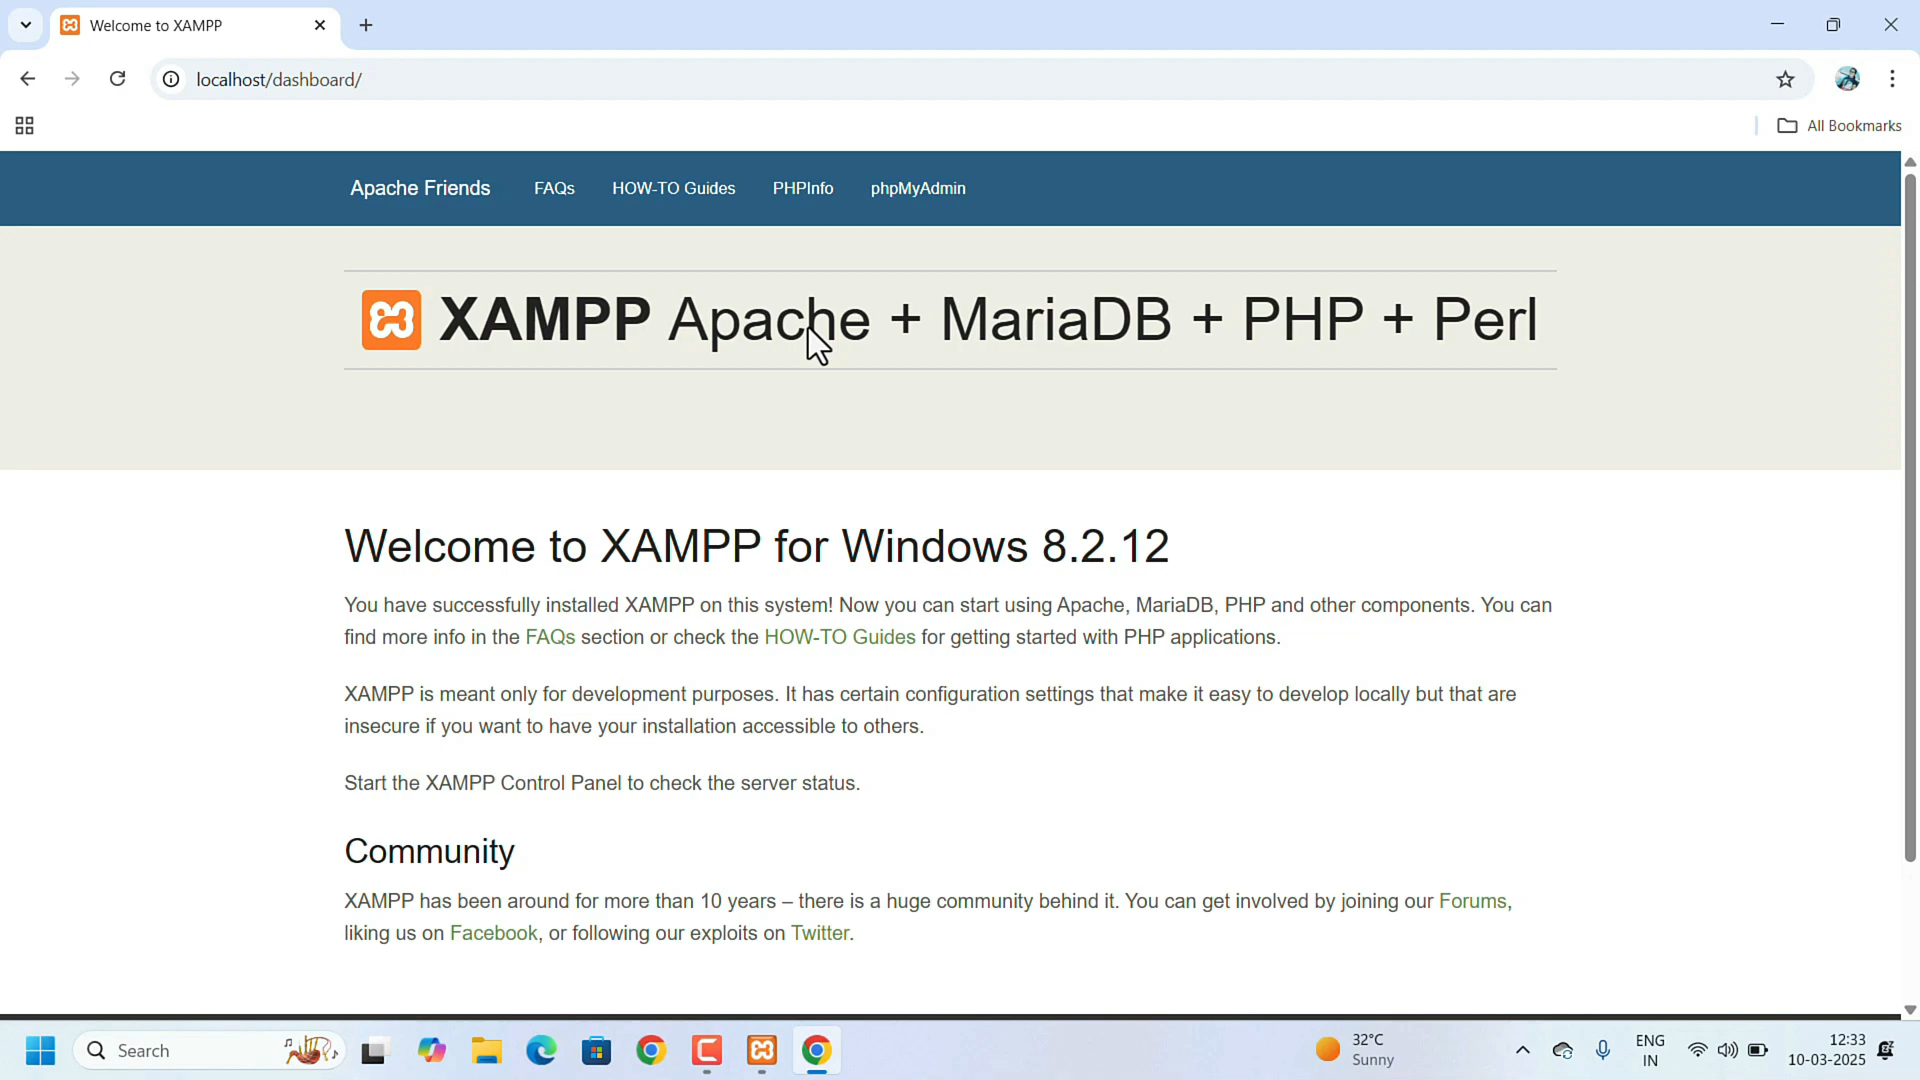 Welcome to XAMPP
localhost/dashboard/
All Bookmarks
Apache Friends FAQs HOW-TO Guides PHPInfo phpMyAdmin
XAMPP Apache + MariaDB + PHP + Perl
Welcome to XAMPP for Windows 8.2.12
You have successfully installed XAMPP on this system! Now you can start using Apache, MariaDB, PHP and other components. You can
find more info in the FAQs section or check the HOW-TO Guides for getting started with PHP applications.
XAMPP is meant only for development purposes. It has certain configuration settings that make it easy to develop locally but that are
insecure if you want to have your installation accessible to others.
Start the XAMPP Control Panel to check the server status.
Community
XAMPP has been around for more than 10 years – there is a huge community behind it. You can get involved by joining our Forums,
liking us on Facebook, or following our exploits on Twitter.
Search
32°C
Sunny
ENG
IN
12:33
10-03-2025